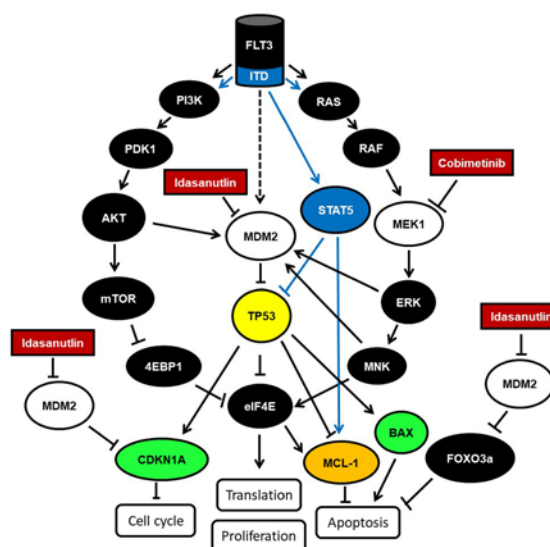 FLT3
ITD
PI3K
RAS
PDK1
RAF
Idasanutlin
Cobimetinib
AKT
STAT5
MDM2
MEK1
mTOR
ERK
TP53
Idasanutlin
Idasanutlin
4EBP1
MNK
MDM2
eIF4E
MDM2
BAX
CDKN1A
MCL-1
FOXO3a
Translation
Cell cycle
Apoptosis
Proliferation